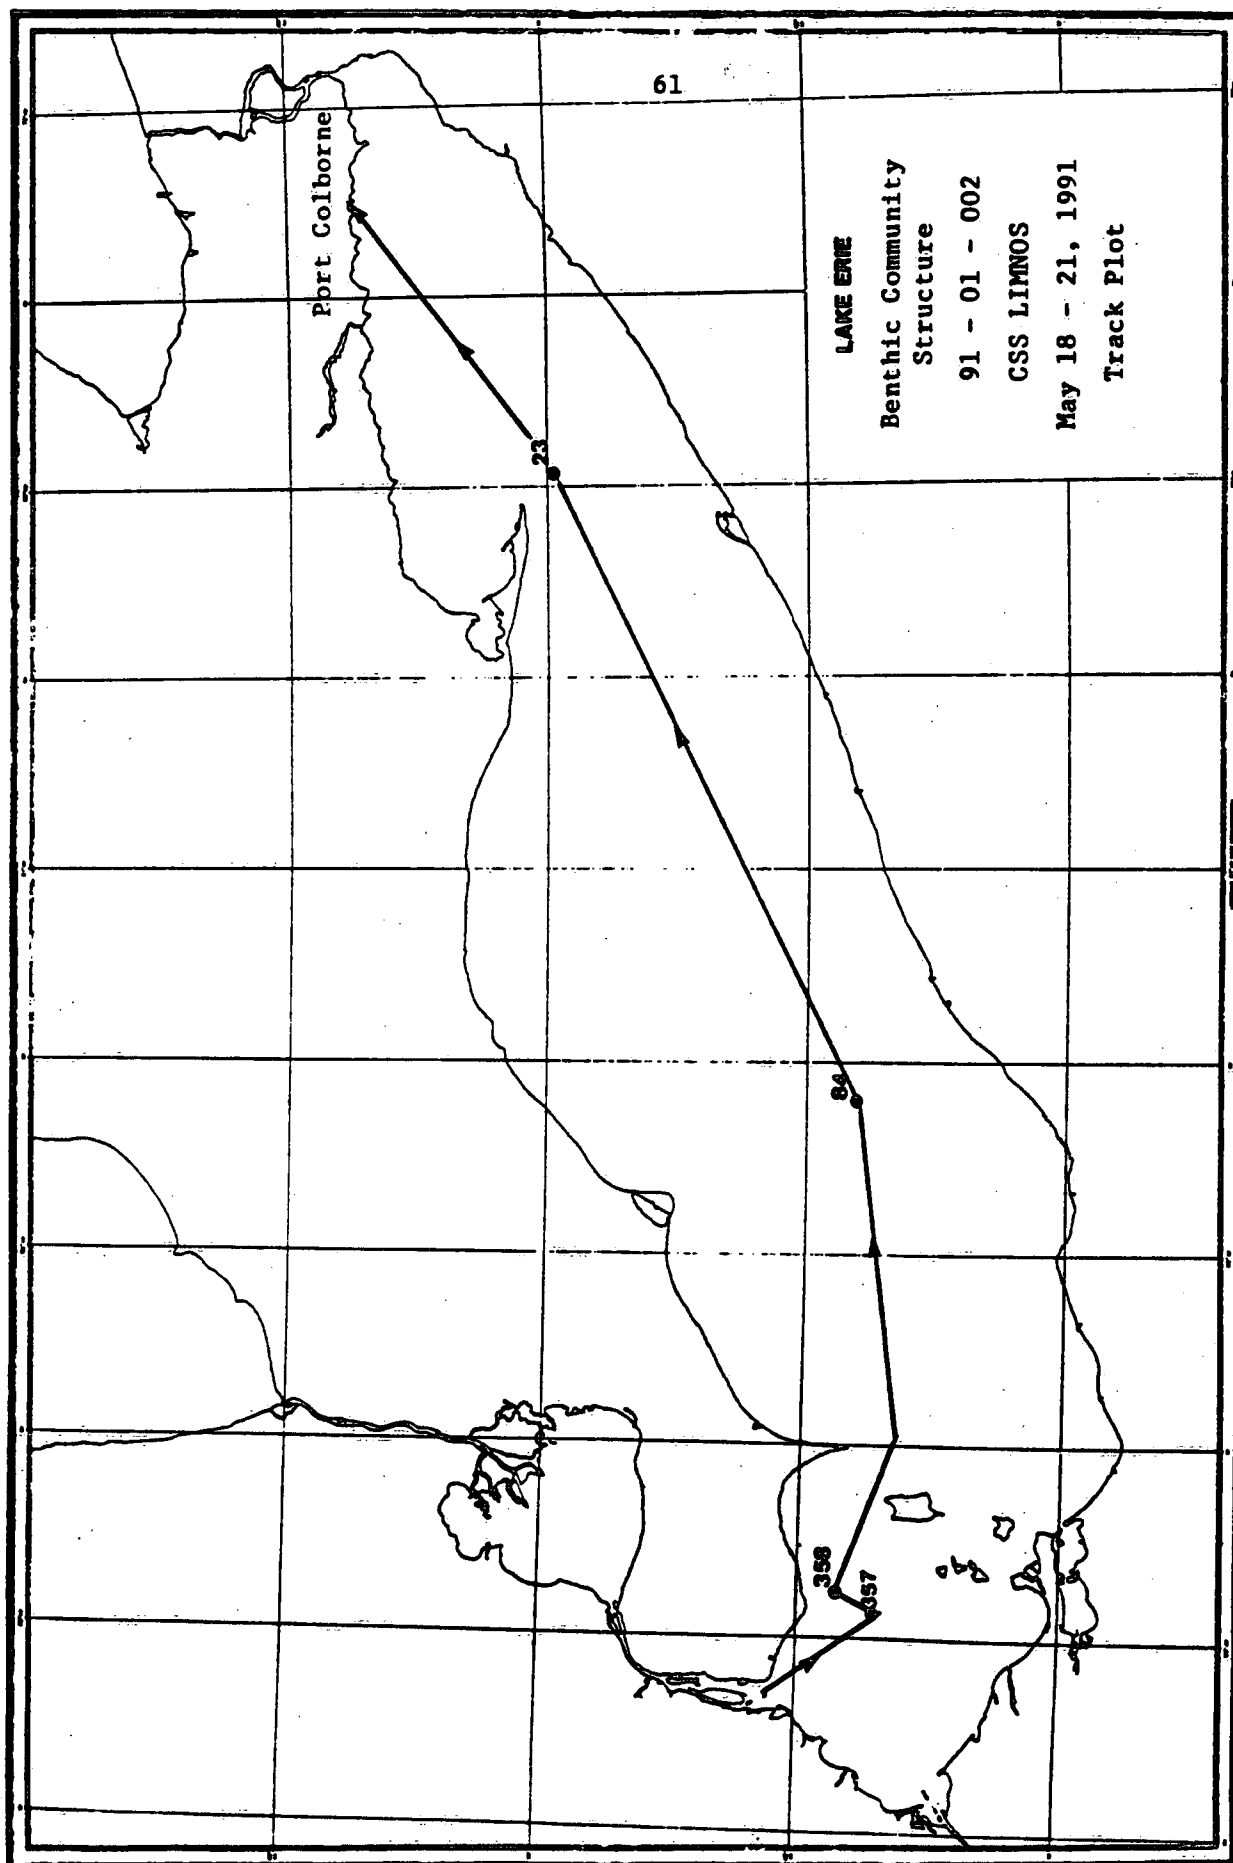 61
Port Colborne
LAKE ERIE
Benthic Community
Structure
91 - 01 - 002
CSS LIMNOS
May 18 - 21, 1991
Track Plot
23
84
358
357